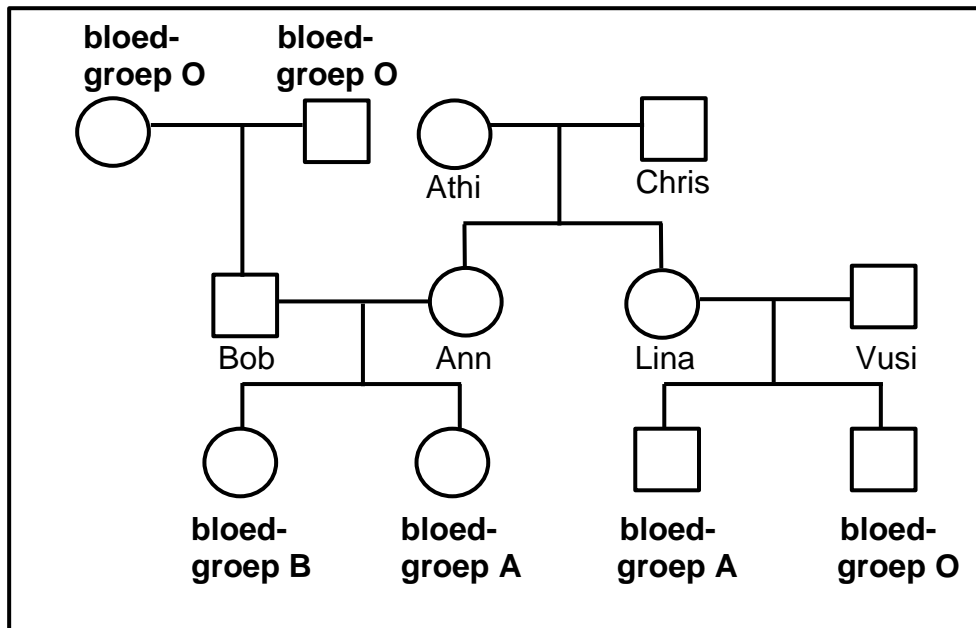 bloed-
groep O
bloed-
groep O
Athi
Chris
Bob
Ann
Lina
Vusi
bloed-
groep B
bloed-
groep A
bloed-
groep A
bloed-
groep O